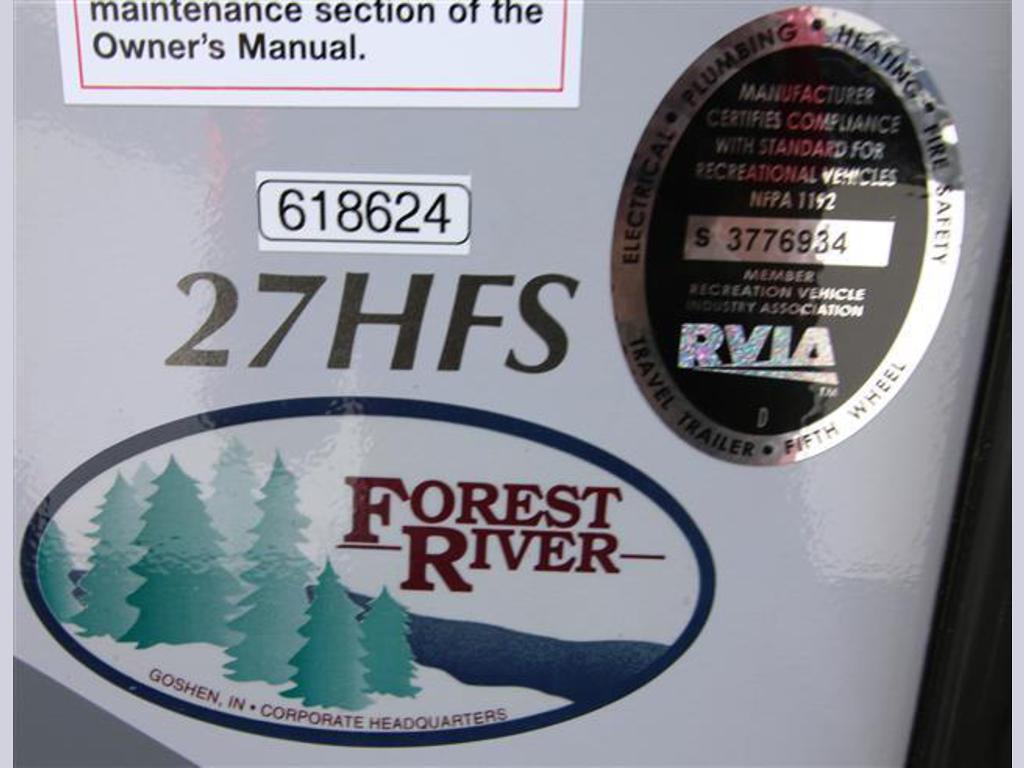 maintenance section of the
Owner's Manual.
618624
27HFS
FOREST
RIVER
GOSHEN, IN • CORPORATE HEADQUARTERS
ELECTRICAL • PLUMBING • HEATING • FIRE SAFETY
MANUFACTURER
CERTIFIES COMPLIANCE
WITH STANDARD FOR
RECREATIONAL VEHICLES
NFPA 1192
S 3776934
MEMBER
RECREATION VEHICLE
INDUSTRY ASSOCIATION
RVIA
TM
D
TRAVEL TRAILER • FIFTH WHEEL